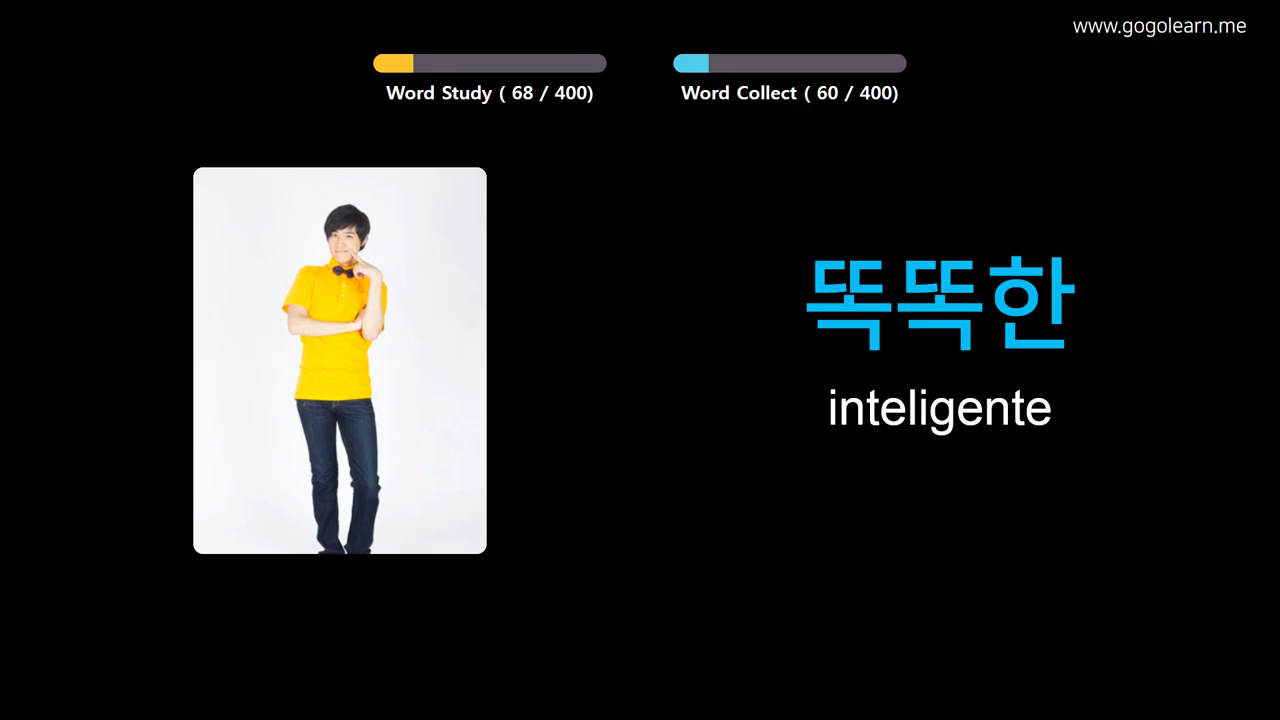 www.gogolearn.me
Word Study ( 68 / 400)
Word Collect ( 60 / 400)
똑똑한
inteligente